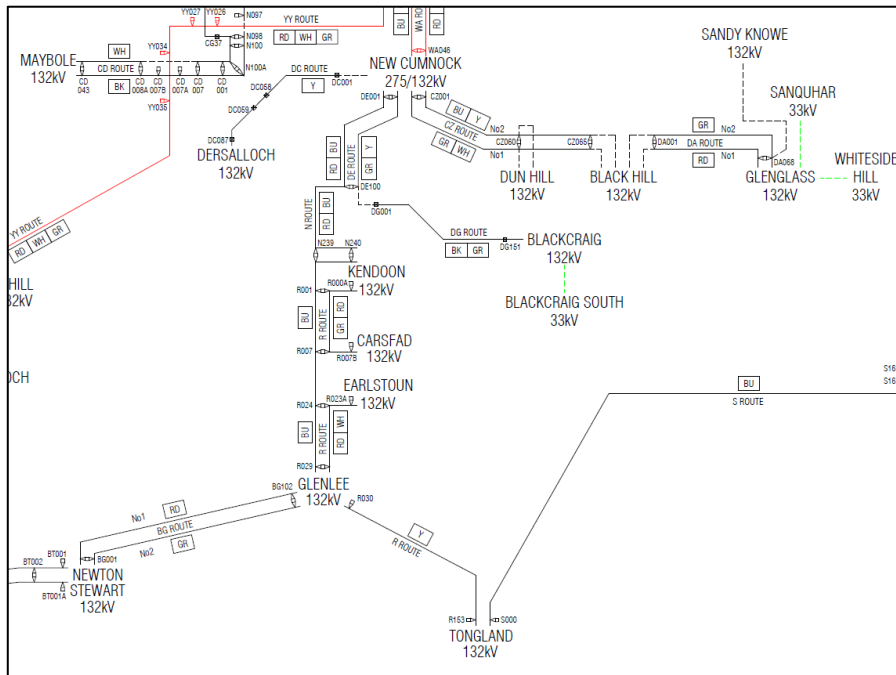 YY027
YY026
N097
YY ROUTE
RD WH GR
BU
WA RO
RD
WA046
YY034
CG37
N098
N100
N100A
MAYBOLE
132kV
WH
CD ROUTE
BK
CD
043
CD
008A
CD
007B
CD
007A
CD
007
CD
001
YY035
DC ROUTE
Y
DC001
DC058
DC059
DC087
DERSALLOCH
132kV
NEW CUMNOCK
275/132kV
DE001
CZ001
BU Y
CZ ROUTE
GR WH
No2
No1
CZ060
DUN HILL
132kV
CZ066
BLACK HILL
132kV
DA001
GR
No2
DA ROUTE
RD
No1
DA068
SANDY KNOWE
132kV
SANQUHAR
33kV
GLENGLASS
132kV
WHITESIDE
HILL
33kV
RD BU
DE ROUTE
GR Y
DE100
N ROUTE
RD BU
DG001
DG ROUTE
BK GR
DG151
BLACKCRAIG
132kV
BLACKCRAIG SOUTH
33kV
YY ROUTE
RD WH GR
HILL
32kV
OCH
N239
N240
KENDOON
132kV
R001
R000A
BU
R ROUTE
GR RD
R007
R007B
CARSFAD
132kV
EARLSTOUN
132kV
R024
R023A
BU
R ROUTE
RD WH
R029
GLENLEE
132kV
BG102
R030
No1
RD
BG ROUTE
No2
GR
BG001
BT001
BT002
BT001A
NEWTON
STEWART
132kV
Y
R ROUTE
R153
S000
TONGLAND
132kV
BU
S ROUTE
S16
S16